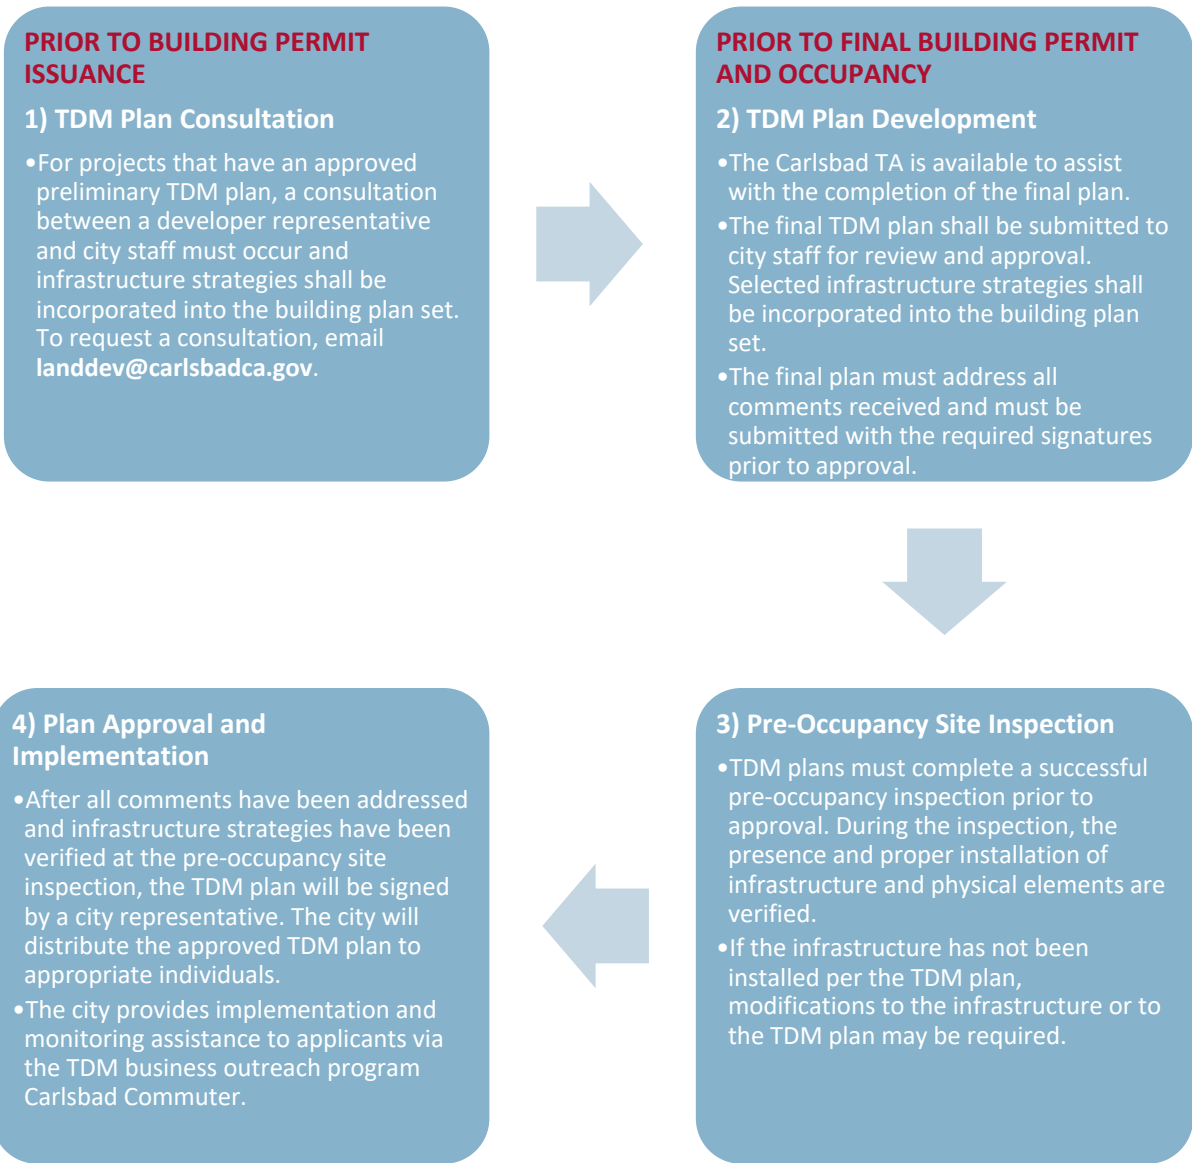 PRIOR TO BUILDING PERMIT
ISSUANCE
1) TDM Plan Consultation
•For projects that have an approved
preliminary TDM plan, a consultation
between a developer representative
and city staff must occur and
infrastructure strategies shall be
incorporated into the building plan set.
To request a consultation, email
landdev@carlsbadca.gov.
PRIOR TO FINAL BUILDING PERMIT
AND OCCUPANCY
2) TDM Plan Development
•The Carlsbad TA is available to assist
with the completion of the final plan.
•The final TDM plan shall be submitted to
city staff for review and approval.
Selected infrastructure strategies shall
be incorporated into the building plan
set.
•The final plan must address all
comments received and must be
submitted with the required signatures
prior to approval.
3) Pre-Occupancy Site Inspection
•TDM plans must complete a successful
pre-occupancy inspection prior to
approval. During the inspection, the
presence and proper installation of
infrastructure and physical elements are
verified.
•If the infrastructure has not been
installed per the TDM plan,
modifications to the infrastructure or to
the TDM plan may be required.
4) Plan Approval and
Implementation
•After all comments have been addressed
and infrastructure strategies have been
verified at the pre-occupancy site
inspection, the TDM plan will be signed
by a city representative. The city will
distribute the approved TDM plan to
appropriate individuals.
•The city provides implementation and
monitoring assistance to applicants via
the TDM business outreach program
Carlsbad Commuter.